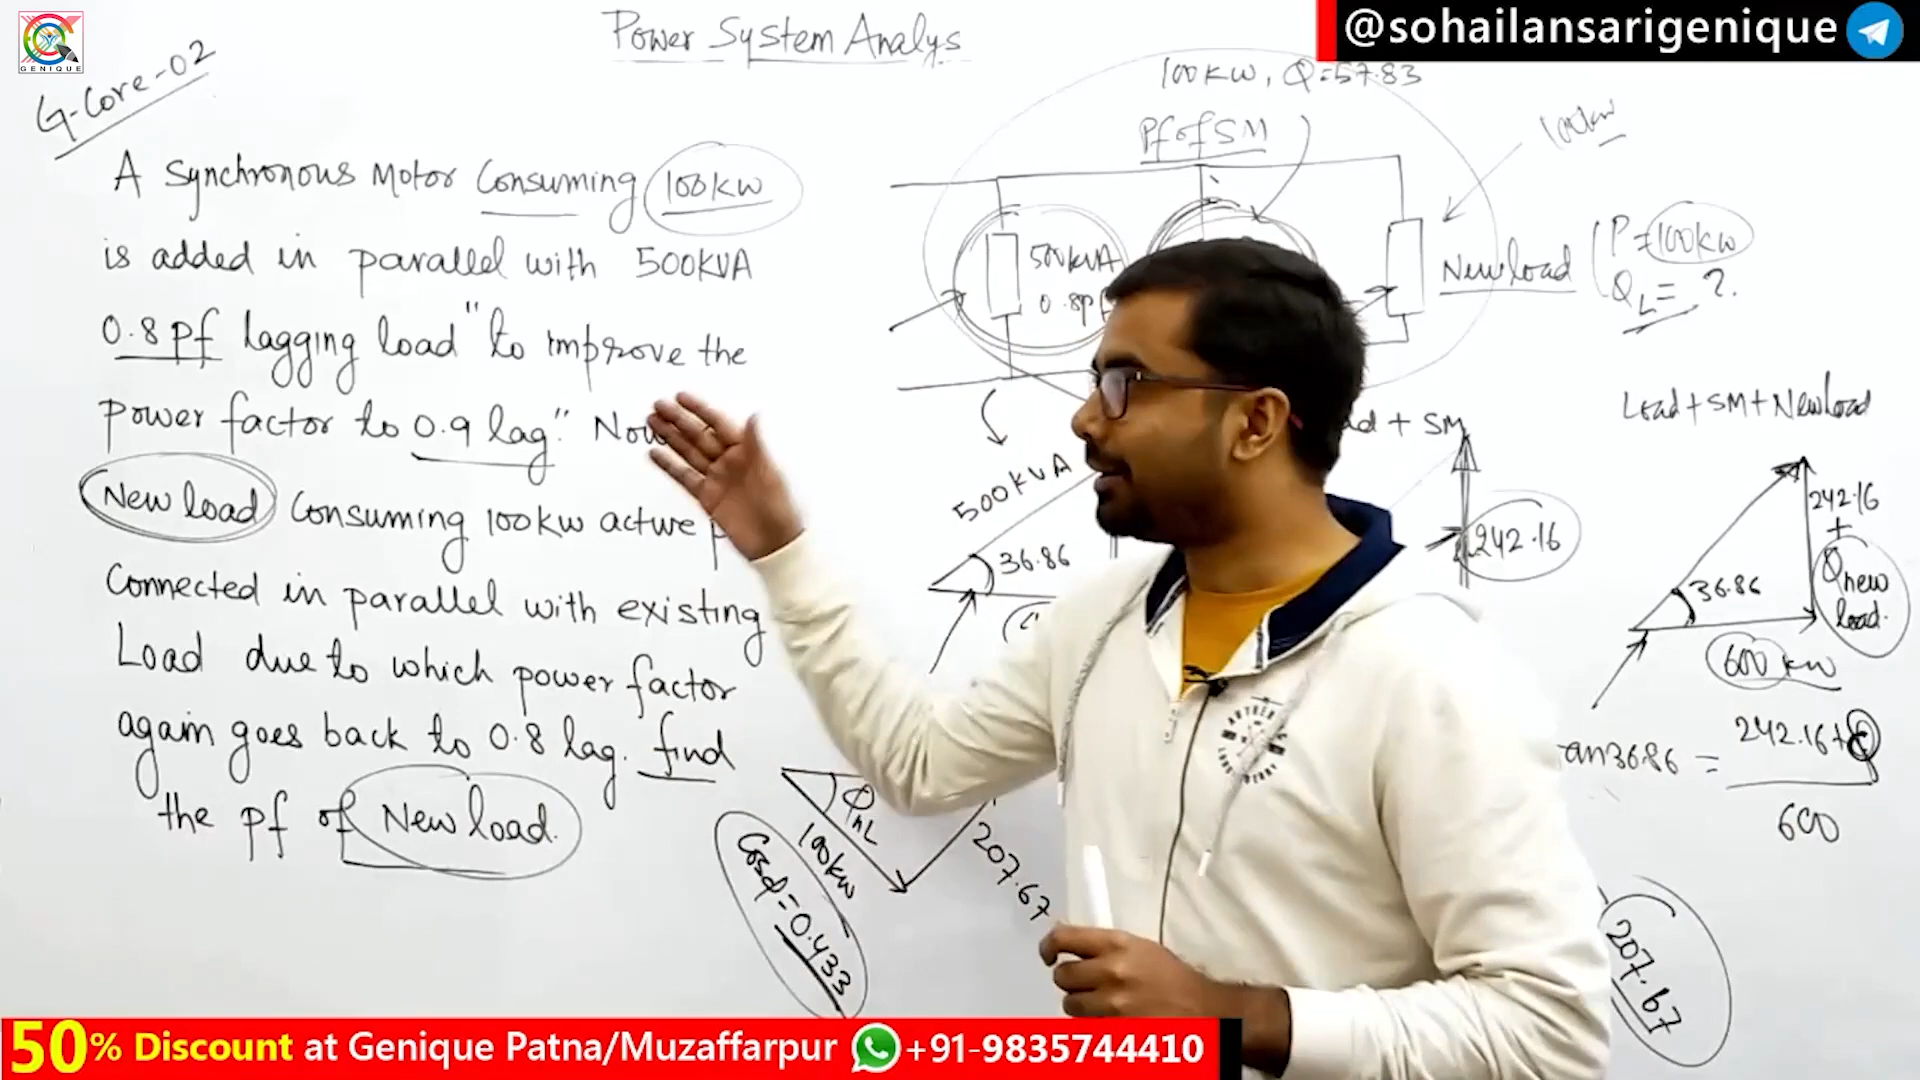 GENIQUE
@sohailansarigenique
Power System Analys
G-Core-02
A Synchronous Motor Consuming 100kW
is added in parallel with 500KVA
0.8 pf lagging load "to improve the
power factor to 0.9 lag." Now
New load Consuming 100kW active p
Connected in parallel with existing
Load due to which power factor
again goes back to 0.8 lag. find
the pf of New load.
100kW, Q=57.83
Pf of SM
100kW
500kVA
0.8pf
New load
P=100kW
QL = ?
500KVA
36.86
ad + SM
242.16
Load + SM + New load
242.16
+
Qnew
load.
36.86
600 kW
an36.86 = 242.16+Q
600
ΦnL
100kW
207.67
Cosφ=0.433
207.67
50% Discount at Genique Patna/Muzaffarpur +91-9835744410